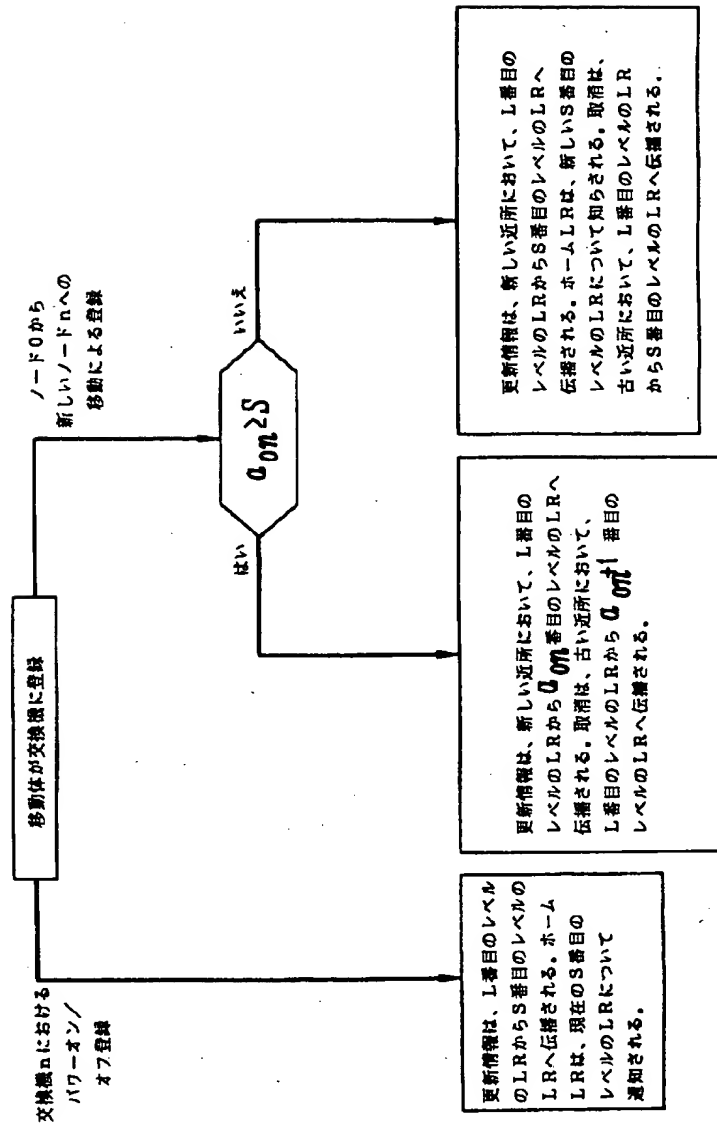 移動体が交換機に登録
交換機nにおける
パワーオン/
オフ登録
ノード0から
新しいノードnへの
移動による登録
a0n≥S
はい
いいえ
更新情報は、L番目のレベル
のLRからS番目のレベルの
LRへ伝播される。ホーム
LRは、現在のS番目の
レベルのLRについて
通知される。
更新情報は、新しい近所において、L番目の
レベルのLRからa0n番目のレベルのLRへ
伝播される。取消は、古い近所において、
L番目のレベルのLRからa0n+1番目の
レベルのLRへ伝播される。
更新情報は、新しい近所において、L番目の
レベルのLRからS番目のレベルのLRへ
伝播される。ホームLRは、新しいS番目の
レベルのLRについて知らされる。取消は、
古い近所において、L番目のレベルのLR
からS番目のレベルのLRへ伝播される。